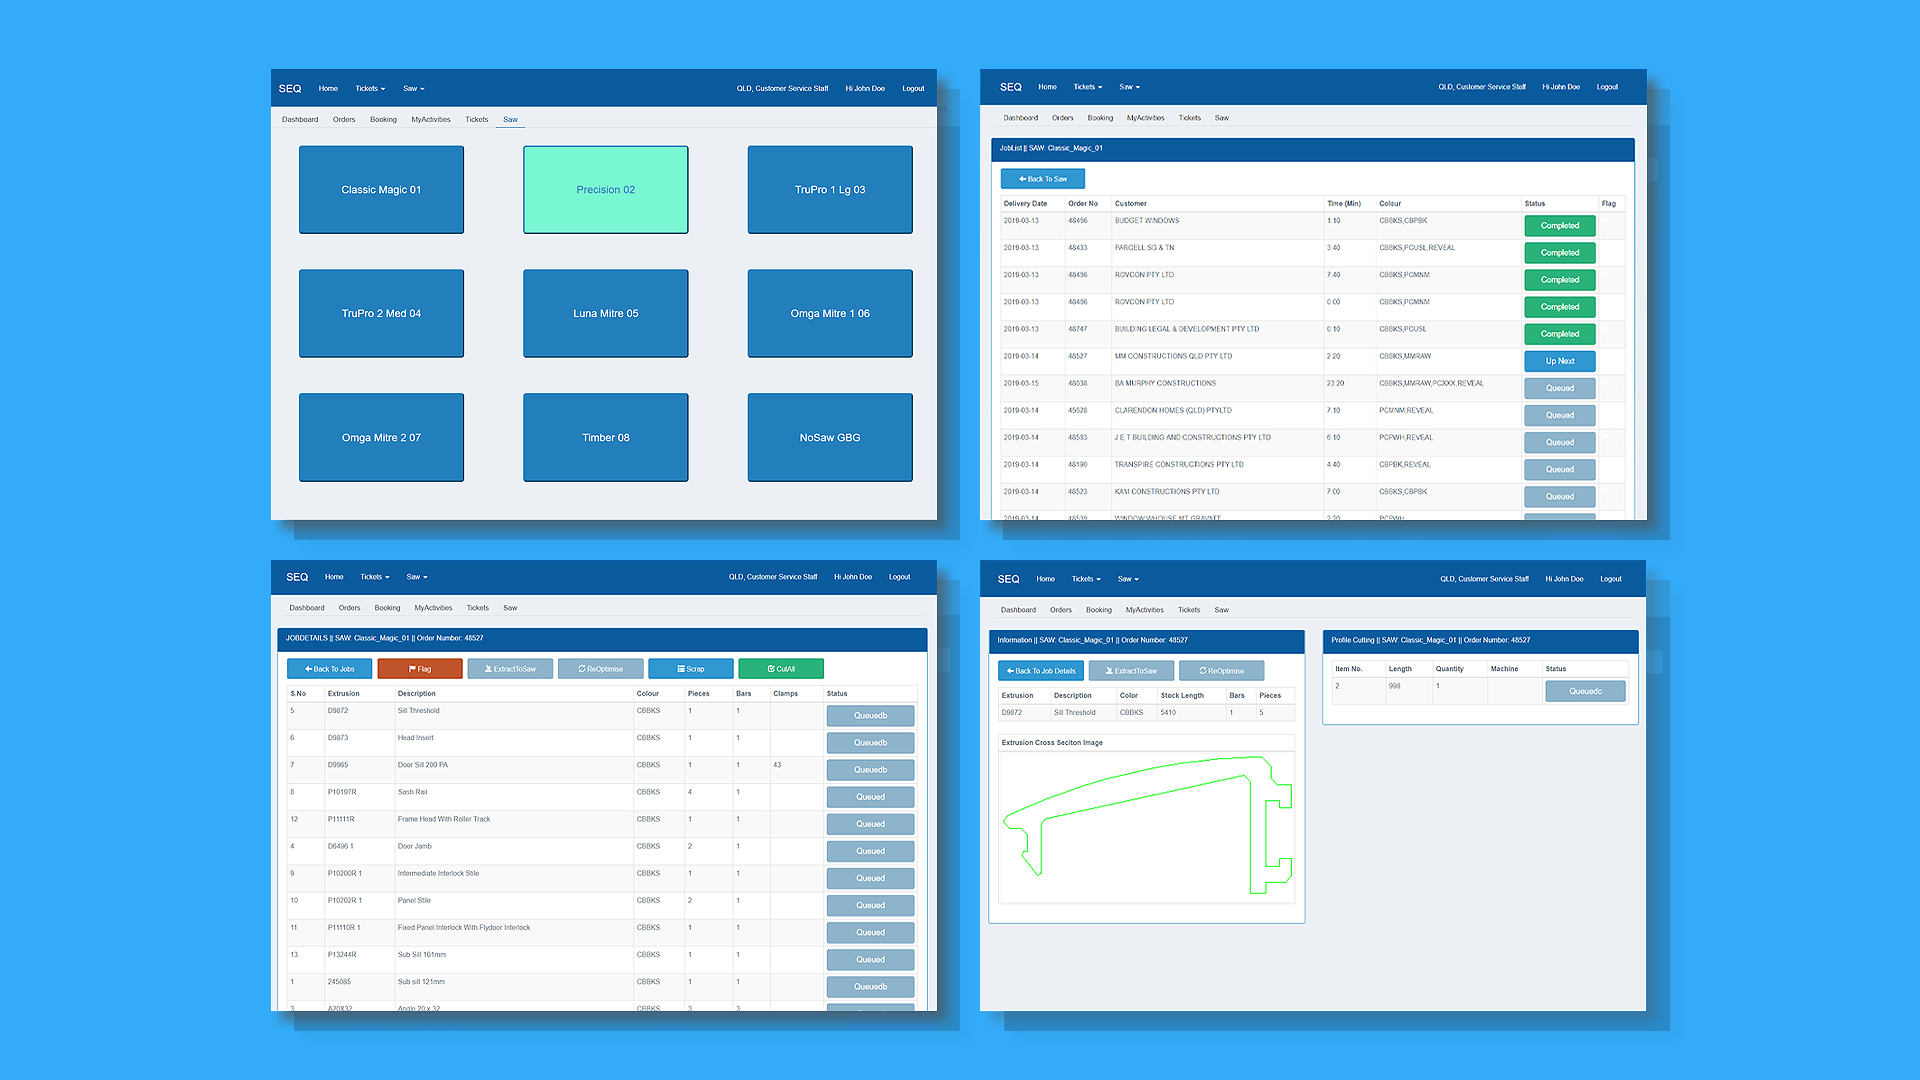 SEQ Home Tickets Saw QLD, Customer Service Staff Hi John Doe Logout
Dashboard Orders Booking MyActivities Tickets Saw
Classic Magic 01 Precision 02 TruPro 1 Lg 03
TruPro 2 Med 04 Luna Mitre 05 Omga Mitre 1 06
Omga Mitre 2 07 Timber 08 NoSaw GBG
SEQ Home Tickets Saw QLD, Customer Service Staff Hi John Doe Logout
Dashboard Orders Booking MyActivities Tickets Saw
JobList || SAW: Classic_Magic_01
Back To Saw
Delivery Date Order No Customer Time (Min) Colour Status Flag
2019-03-13 48466 BUDGET WINDOWS 1:10 CBBKS,CBPBK Completed
2019-03-13 48433 PARCELL SG & TN 3:40 CBBKS,PCUSL,REVEAL Completed
2019-03-13 48486 ROVCON PTY LTD 7:40 CBBKS,PCMNM Completed
2019-03-13 48486 ROVCON PTY LTD 0:00 CBBKS,PCMNM Completed
2019-03-13 48747 BUILDING LEGAL & DEVELOPMENT PTY LTD 0:10 CBBKS,PCUSL Completed
2019-03-14 48527 MM CONSTRUCTIONS QLD PTY LTD 2:20 CBBKS,MMRAW Up Next
2019-03-15 48638 BA MURPHY CONSTRUCTIONS 23:20 CBBKS,MMRAW,PCXXX,REVEAL Queued
2019-03-14 45628 CLARENDON HOMES (QLD) PTYLTD 7:10 PCMNM,REVEAL Queued
2019-03-14 48593 J E T BUILDING AND CONSTRUCTIONS PTY LTD 6:10 PCPWH,REVEAL Queued
2019-03-14 48190 TRANSPIRE CONSTRUCTIONS PTY LTD 4:40 CBPBK,REVEAL Queued
2019-03-14 48523 KAM CONSTRUCTIONS PTY LTD 7:00 CBBKS,CBPBK Queued
2019-03-14 48539 WINDOW WHOUSE MT GRAVATT 2:20 PCPWH
SEQ Home Tickets Saw QLD, Customer Service Staff Hi John Doe Logout
Dashboard Orders Booking MyActivities Tickets Saw
JOBDETAILS || SAW: Classic_Magic_01 || Order Number: 48527
Back To Jobs Flag ExtractToSaw ReOptimise Scrap CutAll
S.No Extrusion Description Colour Pieces Bars Clamps Status
5 D9872 Sill Threshold CBBKS 1 1 Queuedb
6 D9873 Head Insert CBBKS 1 1 Queuedb
7 D9965 Door Sill 200 PA CBBKS 1 1 43 Queuedb
8 P10197R Sash Rail CBBKS 4 1 Queued
12 P11111R Frame Head With Roller Track CBBKS 1 1 Queued
4 D6496 1 Door Jamb CBBKS 2 1 Queued
9 P10200R 1 Intermediate Interlock Stile CBBKS 1 1 Queued
10 P10202R 1 Panel Stile CBBKS 2 1 Queued
11 P11110R 1 Fixed Panel Interlock With Flydoor Interlock CBBKS 1 1 Queued
13 P13244R Sub Sill 161mm CBBKS 1 1 Queued
1 245085 Sub sill 121mm CBBKS 1 1 Queuedb
3 A20X32 Angle 20 x 32 CBBKS 3 3
SEQ Home Tickets Saw QLD, Customer Service Staff Hi John Doe Logout
Dashboard Orders Booking MyActivities Tickets Saw
Information || SAW: Classic_Magic_01 || Order Number: 48527
Back To Job Details ExtractToSaw ReOptimise
Extrusion Description Color Stock Length Bars Pieces
D9872 Sill Threshold CBBKS 5410 1 5
Extrusion Cross Seciton Image
Profile Cutting || SAW: Classic_Magic_01 || Order Number: 48527
Item No. Length Quantity Machine Status
2 998 1 Queuedc